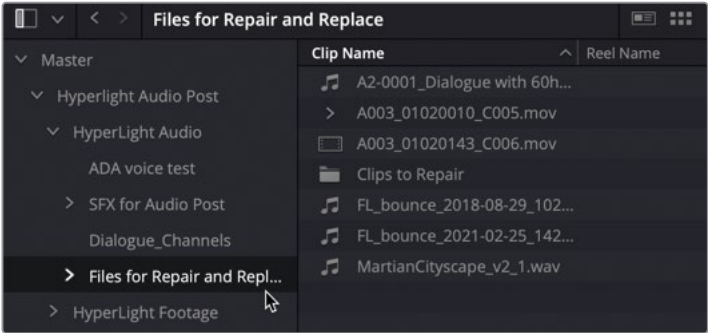 Files for Repair and Replace
Master
Hyperlight Audio Post
HyperLight Audio
ADA voice test
SFX for Audio Post
Dialogue_Channels
Files for Repair and Repl...
HyperLight Footage
Clip Name
Reel Name
A2-0001_Dialogue with 60h...
A003_01020010_C005.mov
A003_01020143_C006.mov
Clips to Repair
FL_bounce_2018-08-29_102...
FL_bounce_2021-02-25_142...
MartianCityscape_v2_1.wav